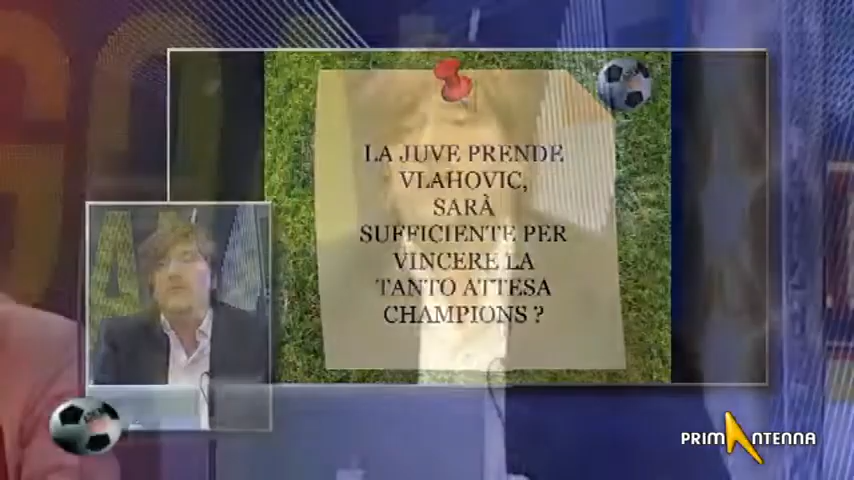 LA JUVE PRENDE
VLAHOVIC,
SARÀ
SUFFICIENTE PER
VINCERE LA
TANTO ATTESA
CHAMPIONS ?
PRIMANTENNA